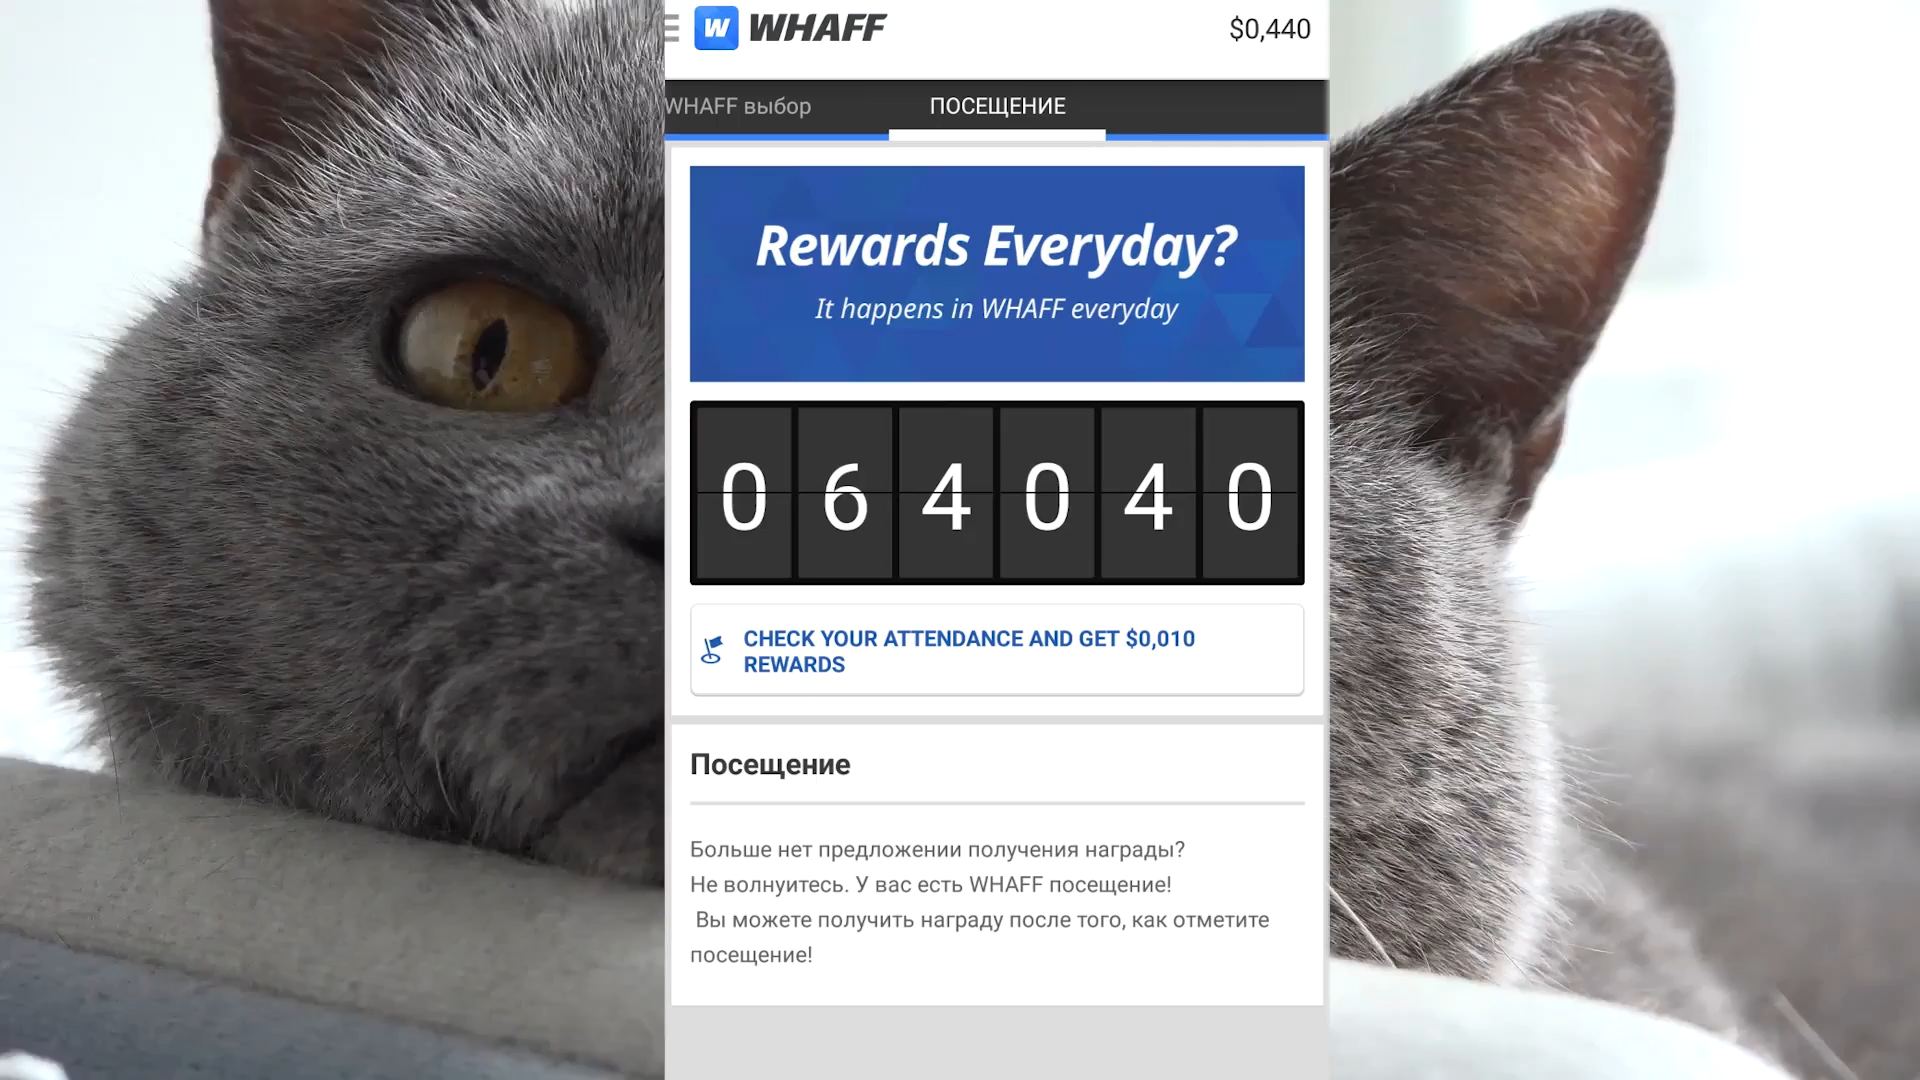 W WHAFF
$0,440
WHAFF выбор
ПОСЕЩЕНИЕ
Rewards Everyday?
It happens in WHAFF everyday
0 6 4 0 4 0
CHECK YOUR ATTENDANCE AND GET $0,010
REWARDS
Посещение
Больше нет предложении получения награды?
Не волнуитесь. У вас есть WHAFF посещение!
Вы можете получить награду после того, как отметите
посещение!